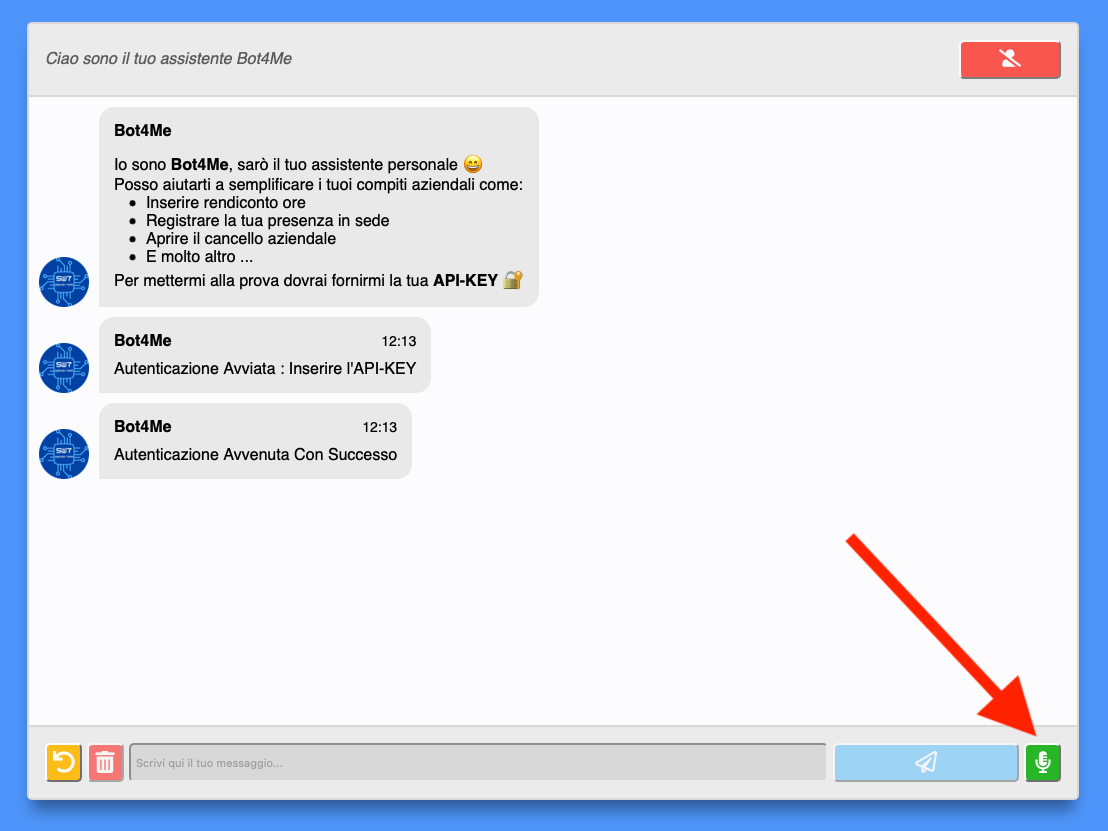 Ciao sono il tuo assistente Bot4Me
Bot4Me
Io sono Bot4Me, sarò il tuo assistente personale 😄
Posso aiutarti a semplificare i tuoi compiti aziendali come:
• Inserire rendiconto ore
• Registrare la tua presenza in sede
• Aprire il cancello aziendale
• E molto altro ...
Per mettermi alla prova dovrai fornirmi la tua API-KEY 🔐
Bot4Me 12:13
Autenticazione Avviata : Inserire l'API-KEY
Bot4Me 12:13
Autenticazione Avvenuta Con Successo
Scrivi qui il tuo messaggio...